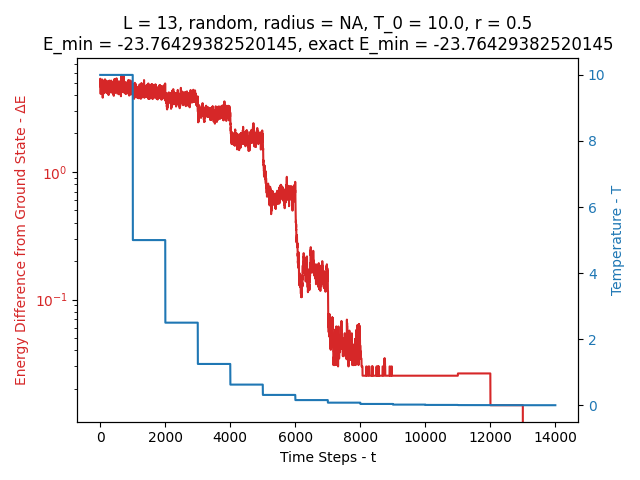 L = 13, random, radius = NA, T_0 = 10.0, r = 0.5
E_min = -23.76429382520145, exact E_min = -23.76429382520145
Energy Difference from Ground State - ΔE
10⁰
10⁻¹
10
8
6
4
2
0
Temperature - T
0 2000 4000 6000 8000 10000 12000 14000
Time Steps - t